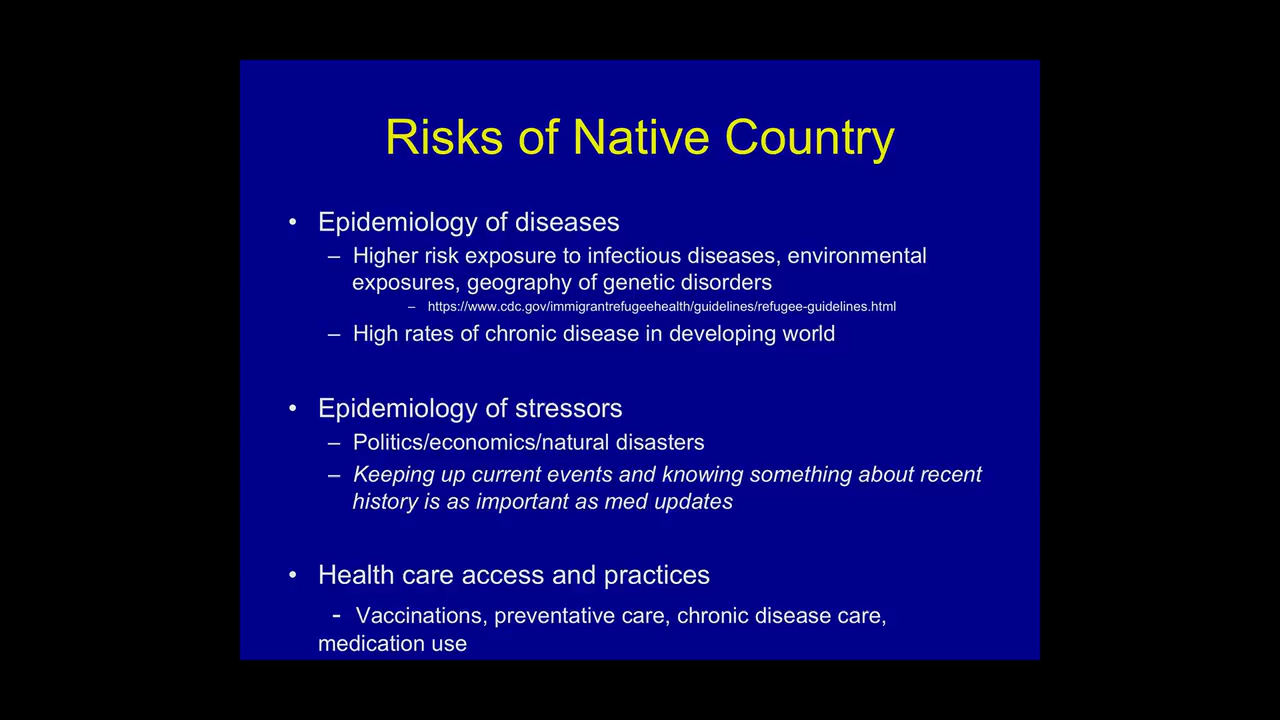 Risks of Native Country
• Epidemiology of diseases
– Higher risk exposure to infectious diseases, environmental
exposures, geography of genetic disorders
– https://www.cdc.gov/immigrantrefugeehealth/guidelines/refugee-guidelines.html
– High rates of chronic disease in developing world
• Epidemiology of stressors
– Politics/economics/natural disasters
– Keeping up current events and knowing something about recent
history is as important as med updates
• Health care access and practices
- Vaccinations, preventative care, chronic disease care,
medication use